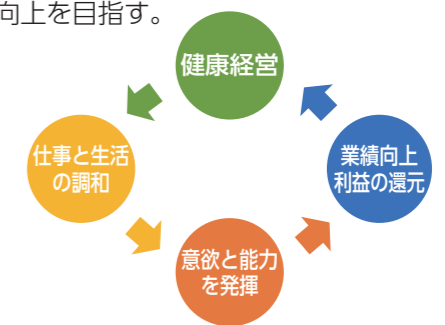 向上を目指す。
健康経営
仕事と生活
の調和
業績向上
利益の還元
意欲と能力
を発揮